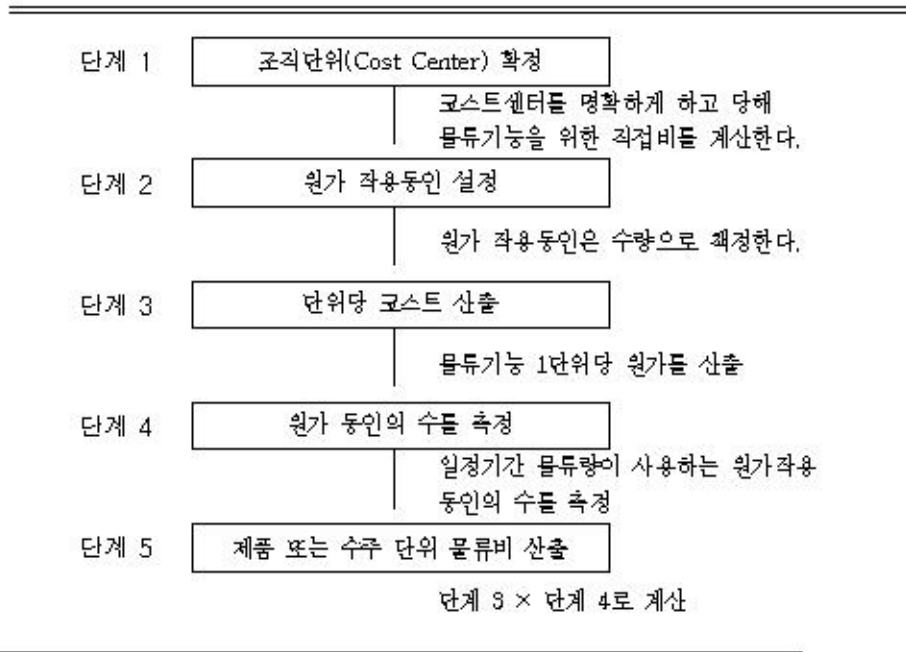 단계 1 조직단위(Cost Center) 확정
코스트센터를 명확하게 하고 당해
물류기능을 위한 직접비를 계산한다.
단계 2 원가 작용동인 설정
원가 작용동인은 수량으로 책정한다.
단계 3 단위당 코스트 산출
물류기능 1단위당 원가를 산출
단계 4 원가 동인의 수를 측정
일정기간 물류량이 사용하는 원가작용
동인의 수를 측정
단계 5 제품 또는 수주 단위 물류비 산출
단계 3 × 단계 4로 계산